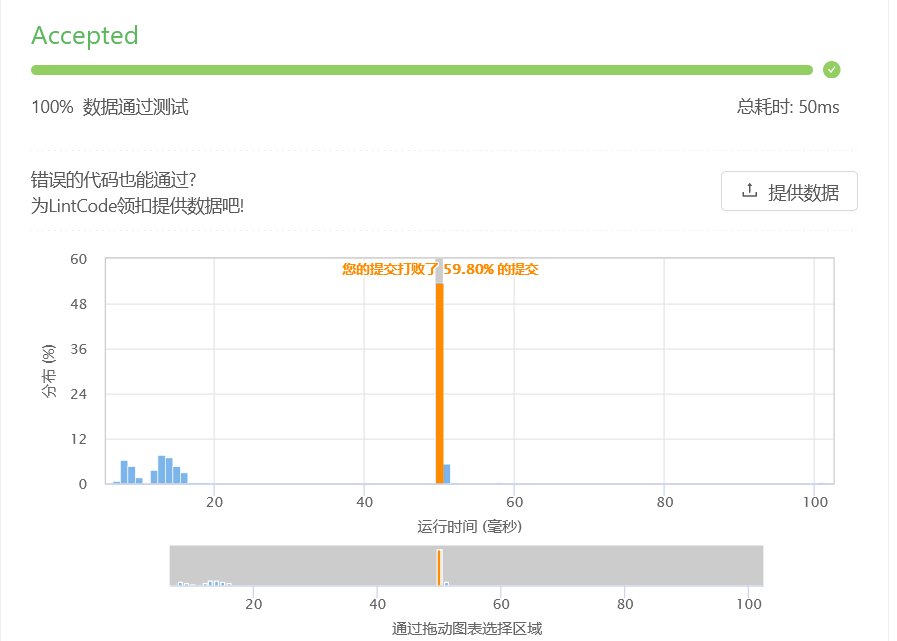 Accepted
100% 数据通过测试
总耗时: 50ms
错误的代码也能通过?
为LintCode领扣提供数据吧!
提供数据
您的提交打败了 59.80% 的提交
60
48
36
24
12
0
分布 (%)
20 40 60 80 100
运行时间 (毫秒)
20 40 60 80 100
通过拖动图表选择区域